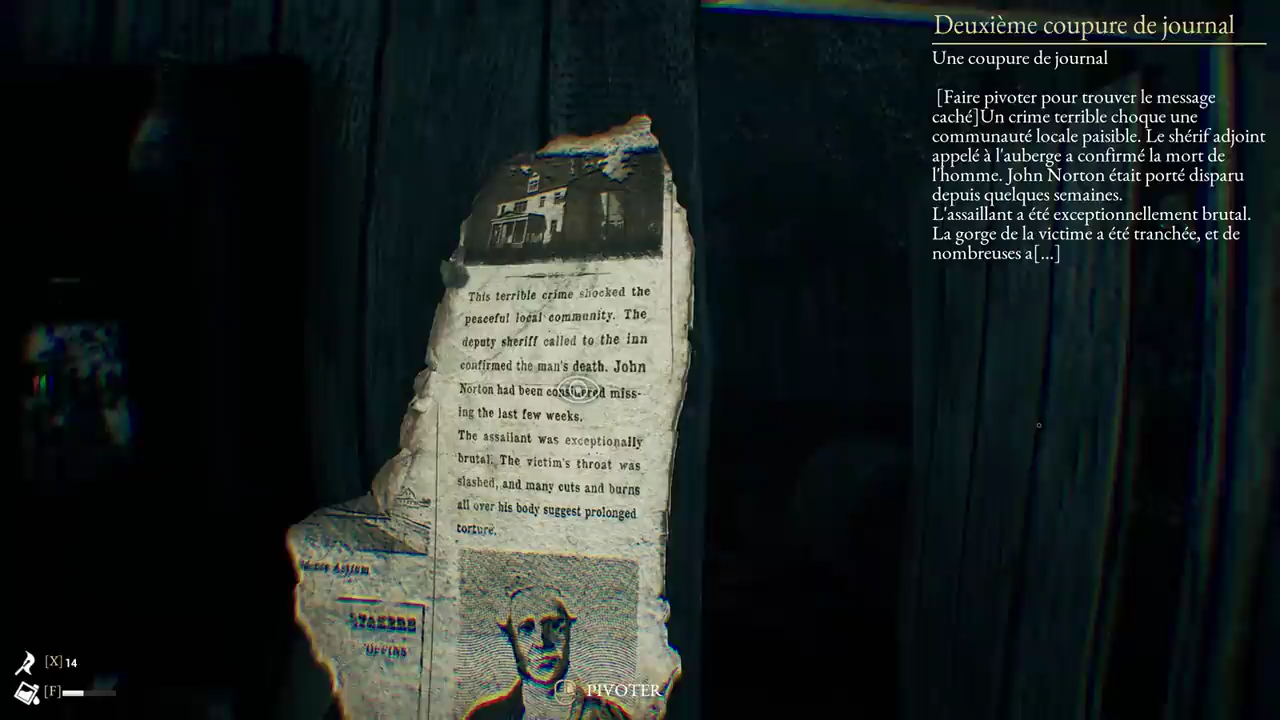 Deuxième coupure de journal
Une coupure de journal
[Faire pivoter pour trouver le message
caché]Un crime terrible choque une
communauté locale paisible. Le shérif adjoint
appelé à l'auberge a confirmé la mort de
l'homme. John Norton était porté disparu
depuis quelques semaines.
L'assaillant a été exceptionnellement brutal.
La gorge de la victime a été tranchée, et de
nombreuses a[...]
This terrible crime shocked the
peaceful local community. The
deputy sheriff called to the inn
confirmed the man's death. John
Norton had been considered miss-
ing the last few weeks.
The assailant was exceptionally
brutal. The victim's throat was
slashed, and many cuts and burns
all over his body suggest prolonged
torture.
Asylum
[X] 14
[F]
PIVOTER